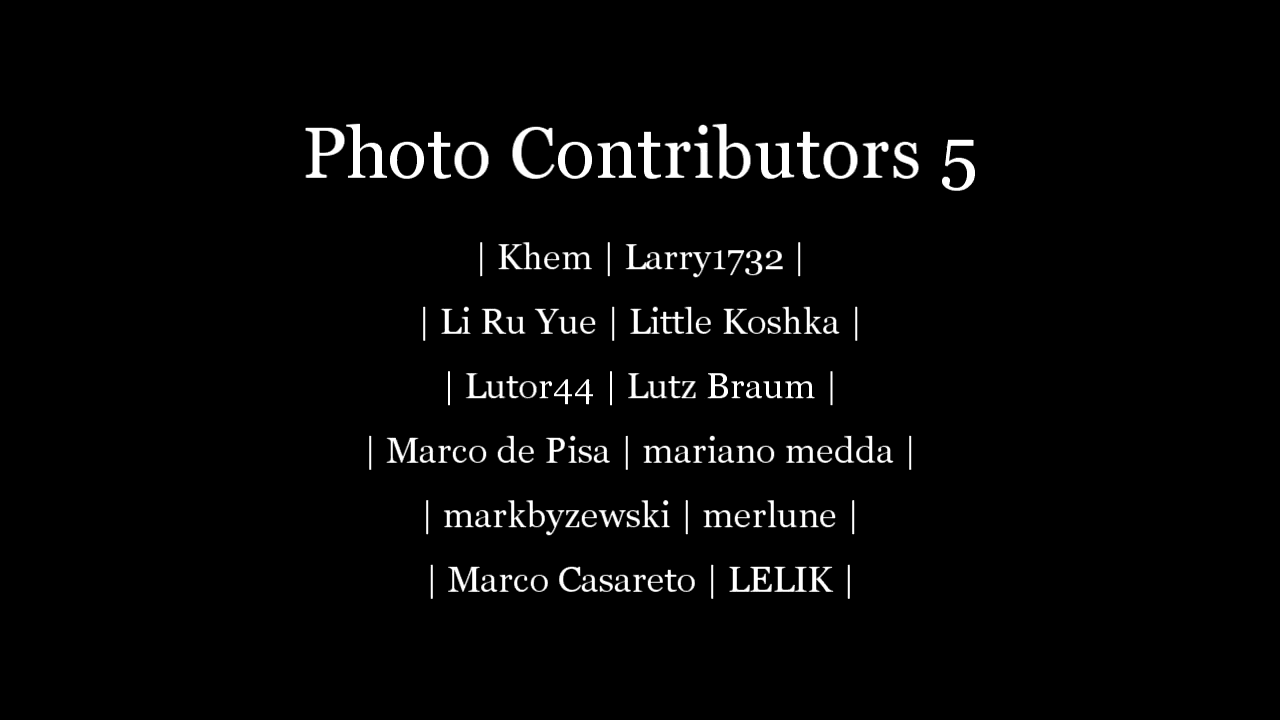 Photo Contributors 5
| Khem | Larry1732 |
| Li Ru Yue | Little Koshka |
| Lutor44 | Lutz Braum |
| Marco de Pisa | mariano medda |
| markbyzewski | merlune |
| Marco Casareto | LELIK |